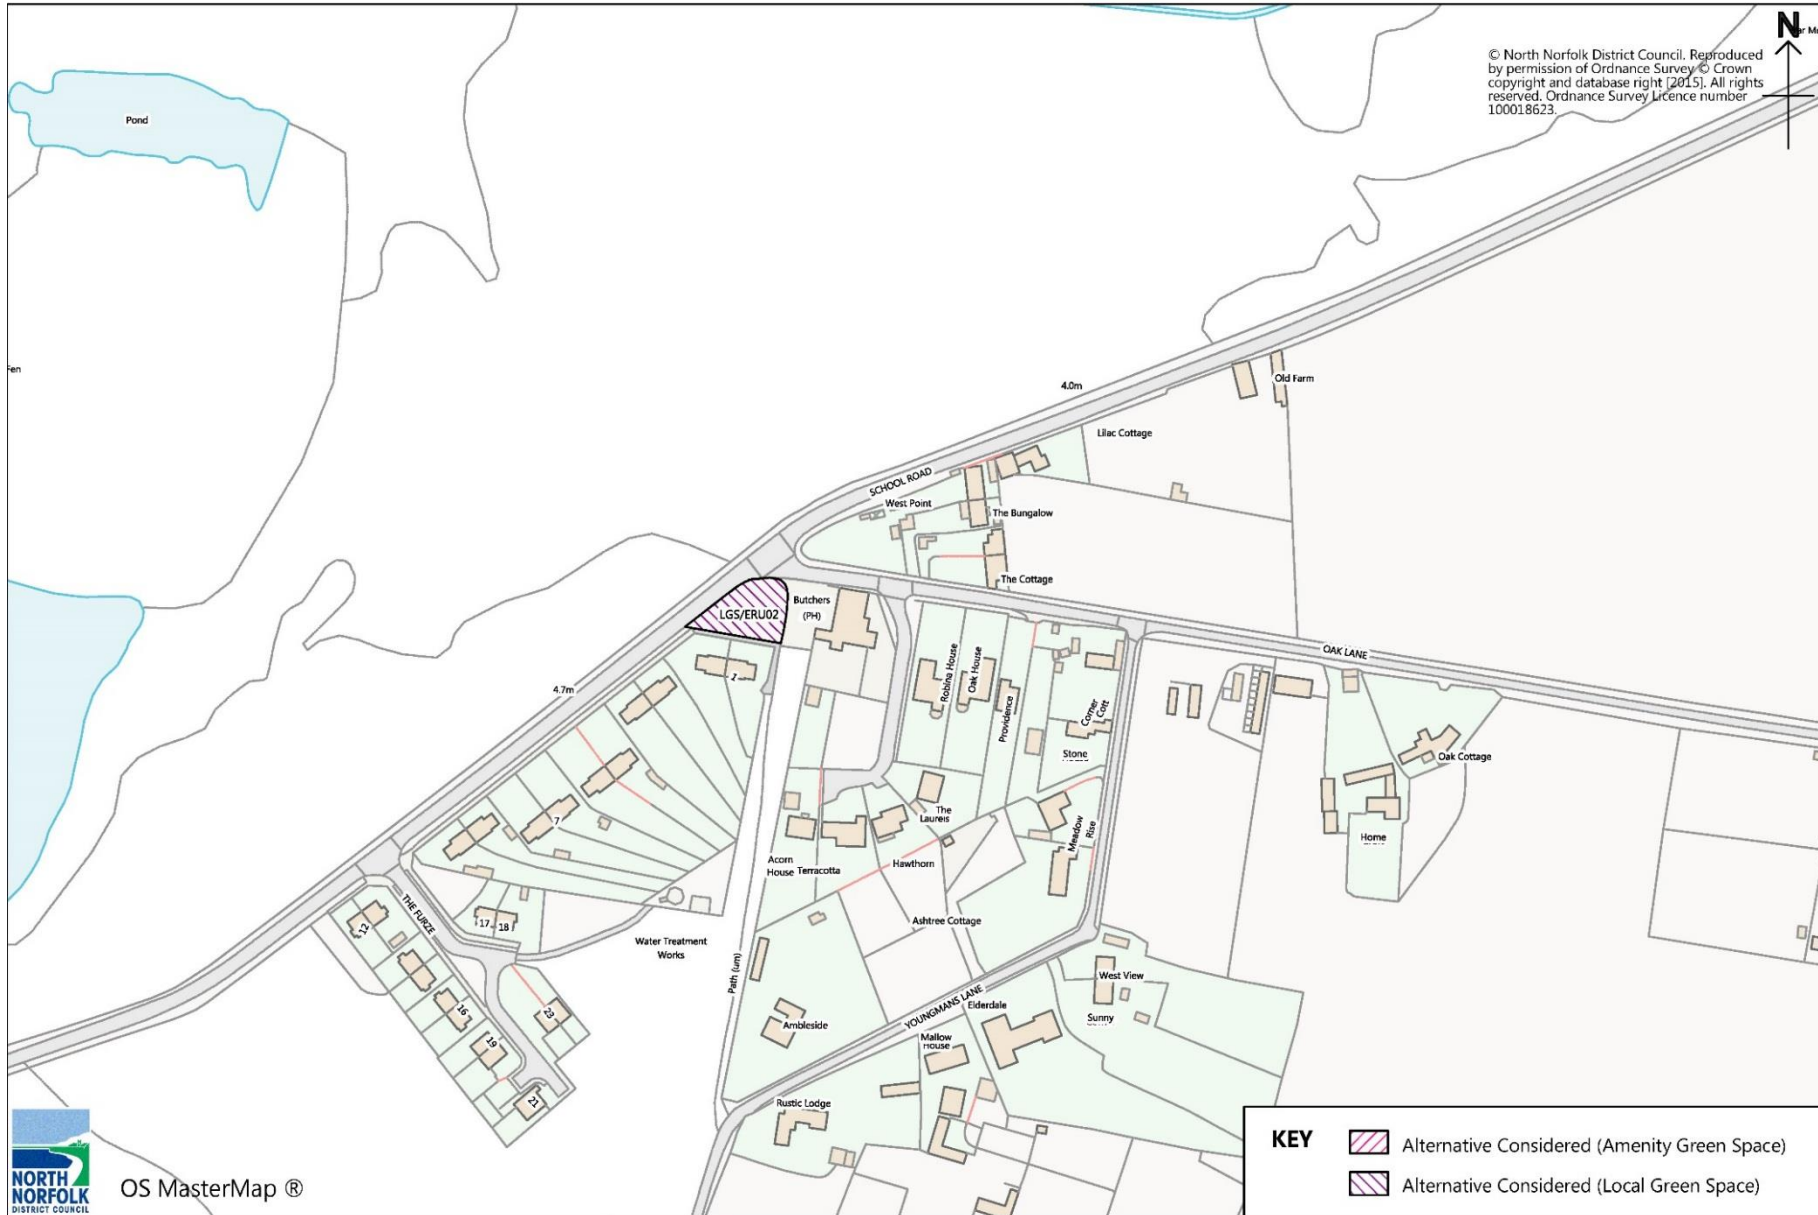 N
© North Norfolk District Council. Reproduced
by permission of Ordnance Survey © Crown
copyright and database right [2015]. All rights
reserved. Ordnance Survey Licence number
100018623.
Pond
Fen
4.0m
Old Farm
Lilac Cottage
SCHOOL ROAD
West Point
The Bungalow
The Cottage
Butchers
(PH)
LGS/ERU02
OAK LANE
Robina House
Oak House
Providence
Corner
Cott
Stone
1
4.7m
7
Oak Cottage
The
Laurels
Meadow
Rise
Home
Acorn
House
Terracotta
Hawthorn
THE FURZE
12
17
18
Ashtree Cottage
Water Treatment
Works
Path (um)
West View
YOUNGMANS LANE
Elderdale
Sunny
16
23
Ambleside
19
Mallow
House
21
Rustic Lodge
KEY
Alternative Considered (Amenity Green Space)
Alternative Considered (Local Green Space)
NORTH
NORFOLK
DISTRICT COUNCIL
OS MasterMap ®